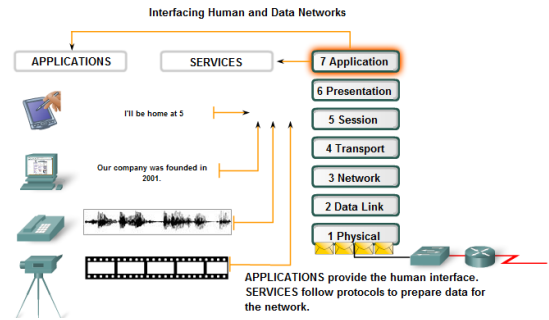 Interfacing Human and Data Networks
APPLICATIONS
SERVICES
7 Application
6 Presentation
I'll be home at 5
5 Session
4 Transport
Our company was founded in
2001.
3 Network
2 Data Link
1 Physical
APPLICATIONS provide the human interface.
SERVICES follow protocols to prepare data for
the network.